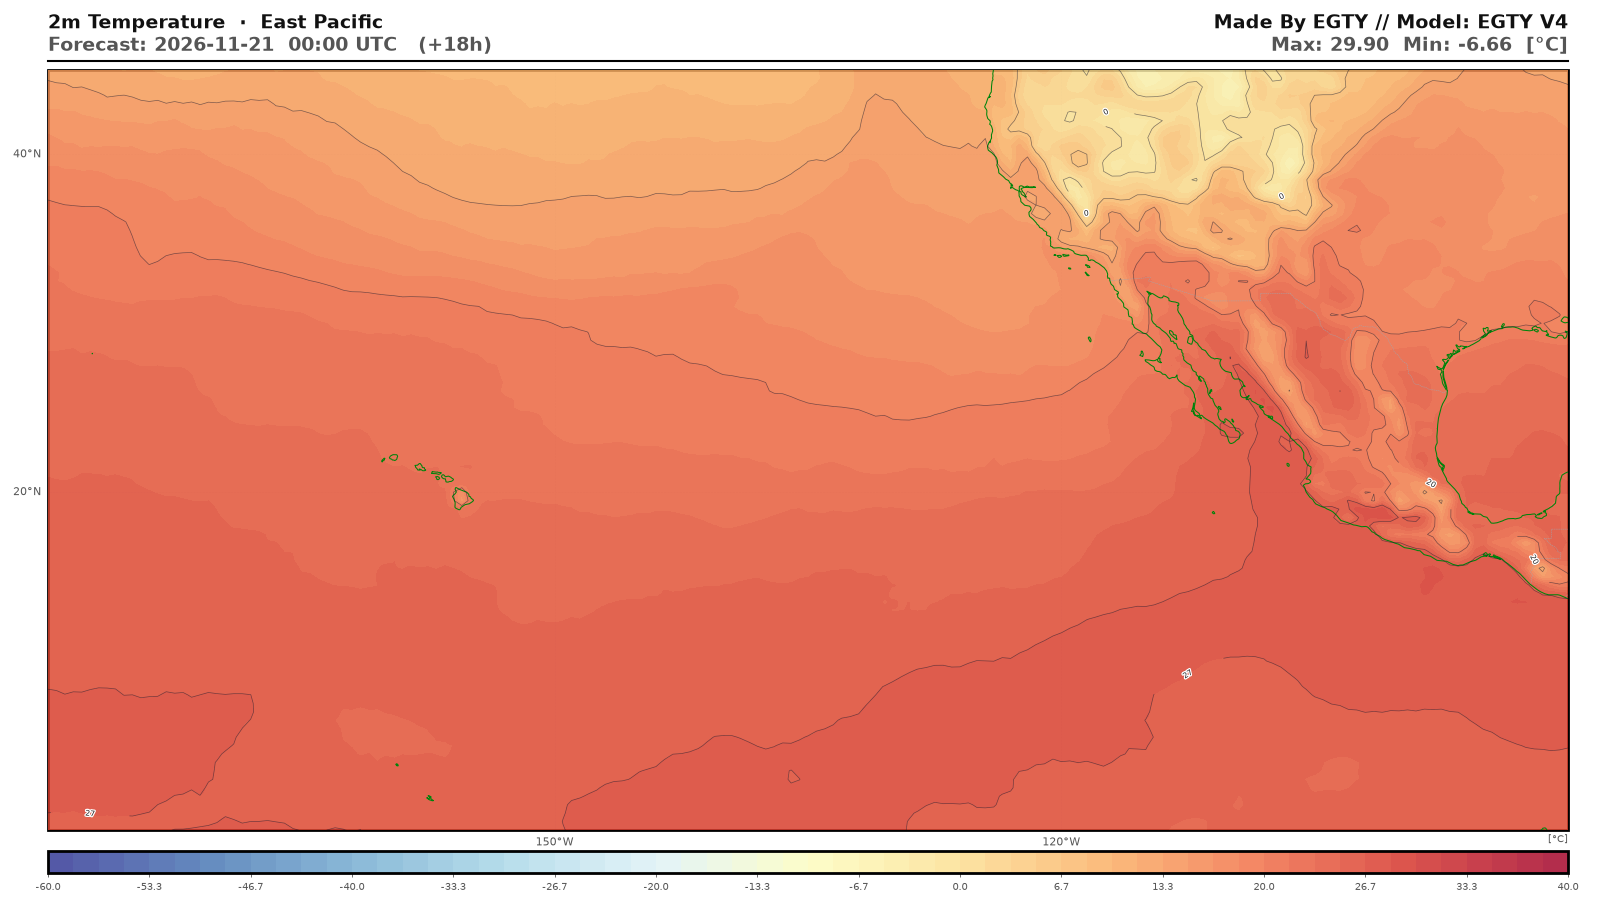 2m Temperature · East Pacific
Made By EGTY // Model: EGTY V4
Forecast: 2026-11-21 00:00 UTC (+18h)
Max: 29.90 Min: -6.66 [°C]
0
40°N
0
0
20
20°N
20
27
27
150°W
120°W
[°C]
-60.0 -53.3 -46.7 -40.0 -33.3 -26.7 -20.0 -13.3 -6.7 0.0 6.7 13.3 20.0 26.7 33.3 40.0